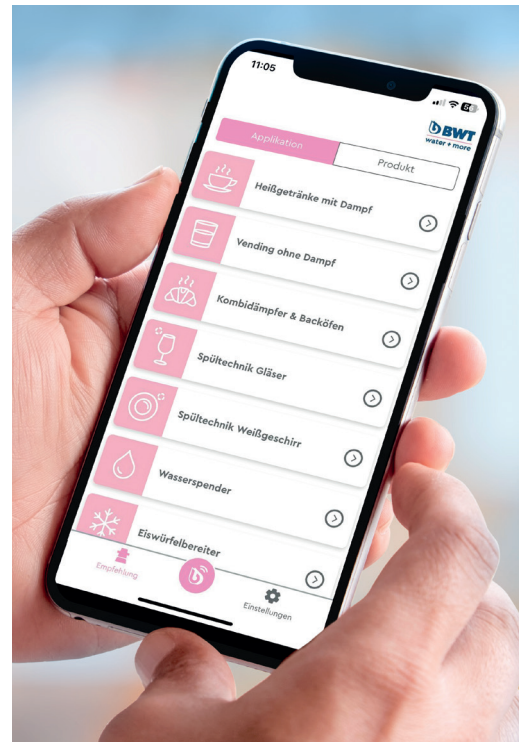 11:05
BWT
water + more
Applikation
Produkt
Heißgetränke mit Dampf
Vending ohne Dampf
Kombidämpfer & Backöfen
Spültechnik Gläser
Spültechnik Weißgeschirr
Wasserspender
Eiswürfelbereiter
Empfehlung
Einstellungen